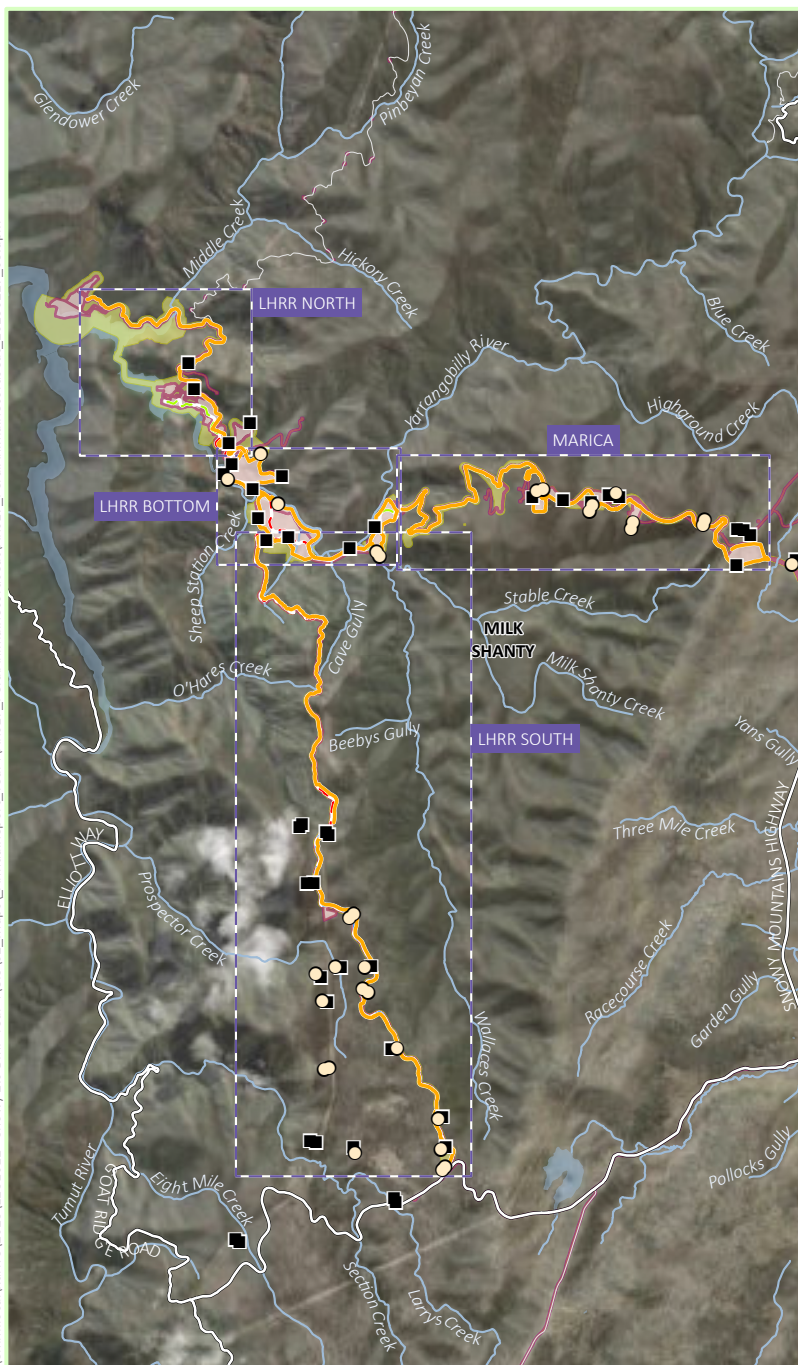 Glendower Creek
Pinbeyan Creek
Middle Creek
Hickory Creek
LHRR NORTH
Blue Creek
Yarrangobilly River
Higharound Creek
MARICA
LHRR BOTTOM
Sheep Station Creek
Stable Creek
Cave Gully
MILK
SHANTY
O'Hares Creek
Milk Shanty Creek
Beebys Gully
LHRR SOUTH
Yans Gully
Three Mile Creek
ELLIOTT WAY
Prospector Creek
SNOWY MOUNTAINS HIGHWAY
Racecourse Creek
Garden Gully
Wallaces Creek
Tumut River
GOAT RIDGE ROAD
Eight Mile Creek
Pollocks Gully
Section Creek
Larrys Creek